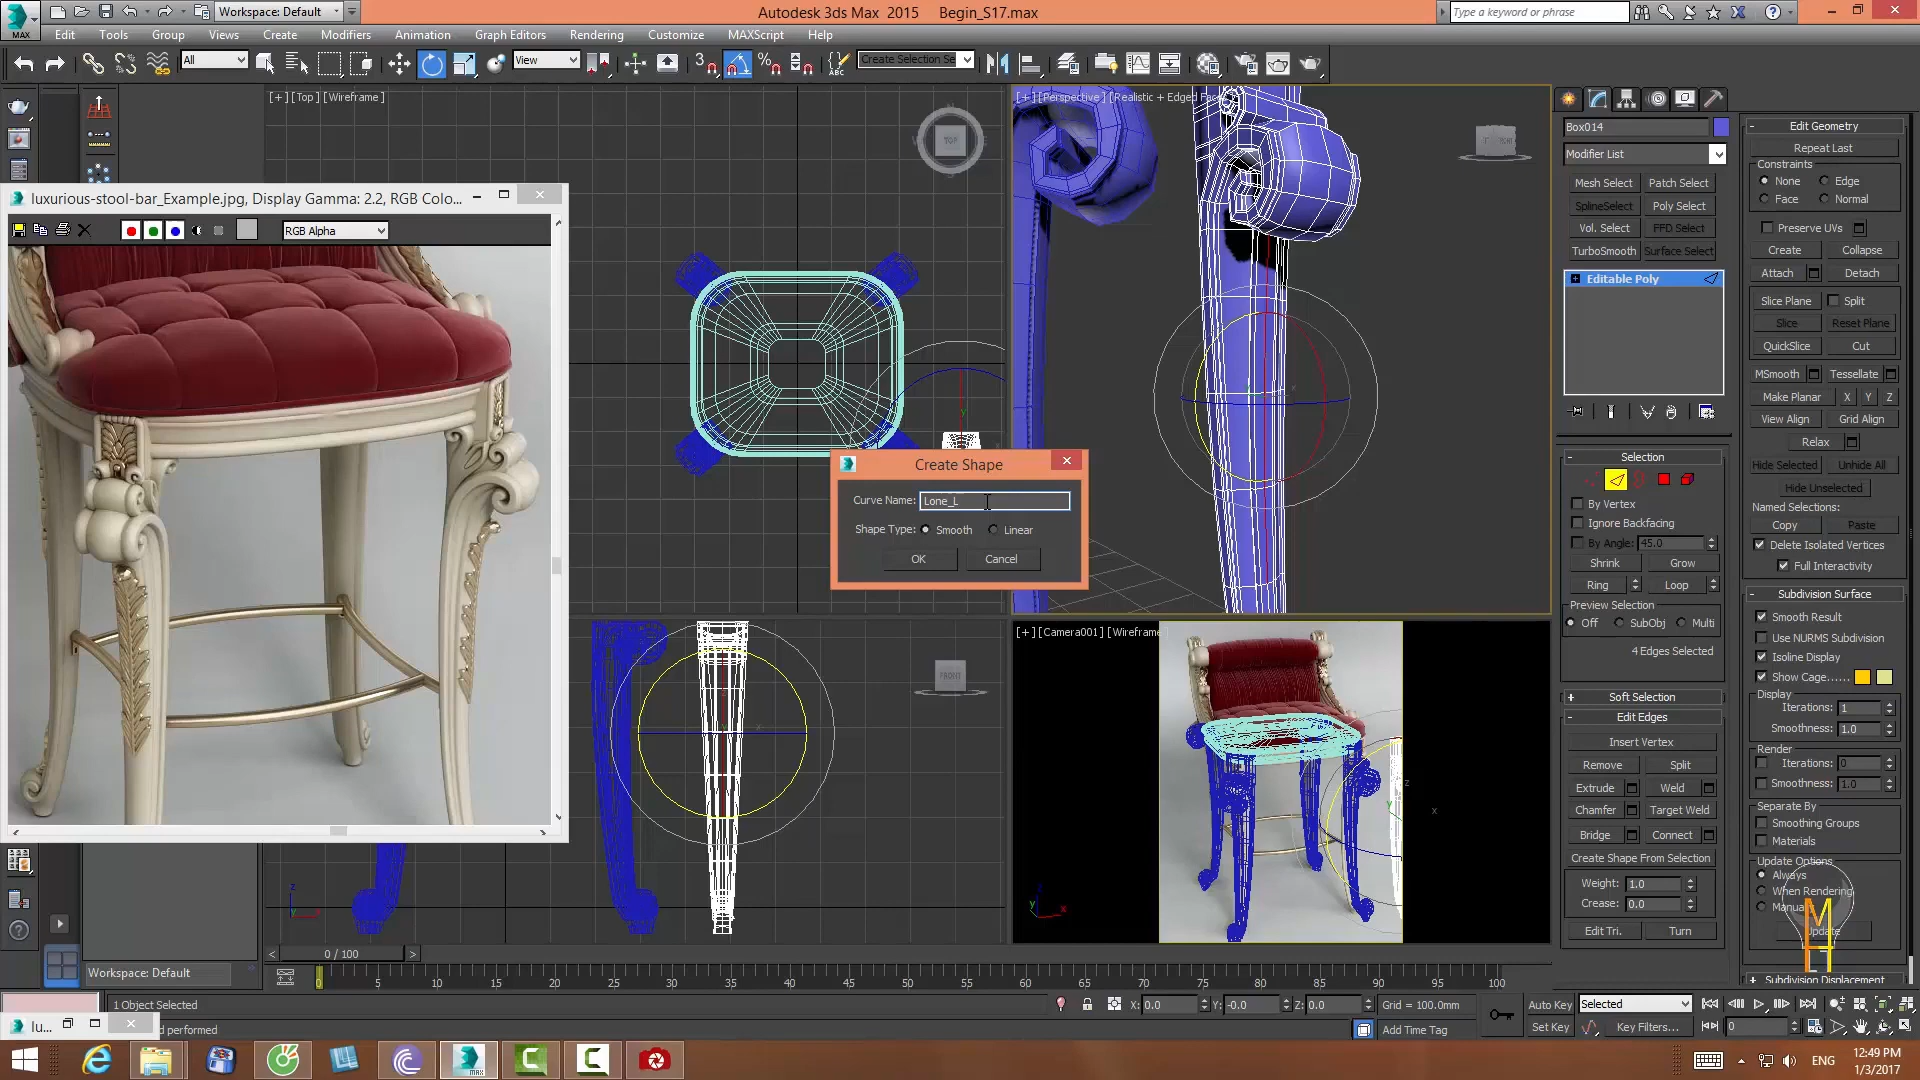 MAX
Workspace: Default
Autodesk 3ds Max 2015 Begin_S17.max
Type a keyword or phrase
Edit Tools Group Views Create Modifiers Animation Graph Editors Rendering Customize MAXScript Help
All
View
Create Selection Se
[+] [Top] [Wireframe]
TOP
[+] [Perspective] [Realistic + Edged Fac
luxurious-stool-bar_Example.jpg, Display Gamma: 2.2, RGB Colo...
RGB Alpha
Create Shape
Curve Name: Lone_L
Shape Type: Smooth Linear
OK Cancel
FRONT
[+] [Camera001] [Wireframe
Box014
Modifier List
Mesh Select Patch Select
SplineSelect Poly Select
Vol. Select FFD Select
TurboSmooth Surface Select
Editable Poly
Selection
By Vertex
Ignore Backfacing
By Angle: 45.0
Shrink Grow
Ring Loop
Preview Selection
Off SubObj Multi
4 Edges Selected
+ Soft Selection
- Edit Edges
Insert Vertex
Remove Split
Extrude Weld
Chamfer Target Weld
Bridge Connect
Create Shape From Selection
Weight: 1.0
Crease: 0.0
Edit Tri. Turn
- Edit Geometry
Repeat Last
Constraints
None Edge
Face Normal
Preserve UVs
Create Collapse
Attach Detach
Slice Plane Split
Slice Reset Plane
QuickSlice Cut
MSmooth Tessellate
Make Planar X Y Z
View Align Grid Align
Relax
Hide Selected Unhide All
Hide Unselected
Named Selections:
Copy Paste
Delete Isolated Vertices
Full Interactivity
- Subdivision Surface
Smooth Result
Use NURMS Subdivision
Isoline Display
Show Cage......
Display
Iterations: 1
Smoothness: 1.0
Render
Iterations: 0
Smoothness: 1.0
Separate By
Smoothing Groups
Materials
Update Options
Always
When Rendering
Manua
Update
+ Subdivision Displacement
< 0 / 100 >
Workspace: Default
0 5 10 15 20 25 30 35 40 45 50 55 60 65 70 75 80 85 90 95 100
1 Object Selected
X: 0.0 Y: -0.0 Z: 0.0 Grid = 100.0mm
Auto Key Selected
lu...
d performed
Add Time Tag
Set Key Key Filters... 0
MAX
ENG
12:49 PM
1/3/2017